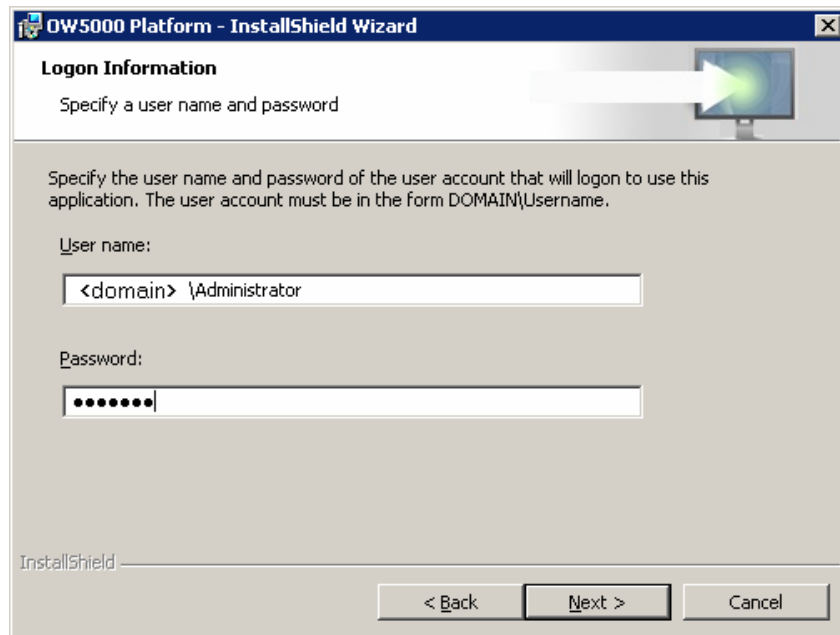 OW5000 Platform - InstallShield Wizard
Logon Information
Specify a user name and password
Specify the user name and password of the user account that will logon to use this
application. The user account must be in the form DOMAIN\Username.
User name:
<domain> \Administrator
Password:
•••••••
InstallShield
< Back Next > Cancel